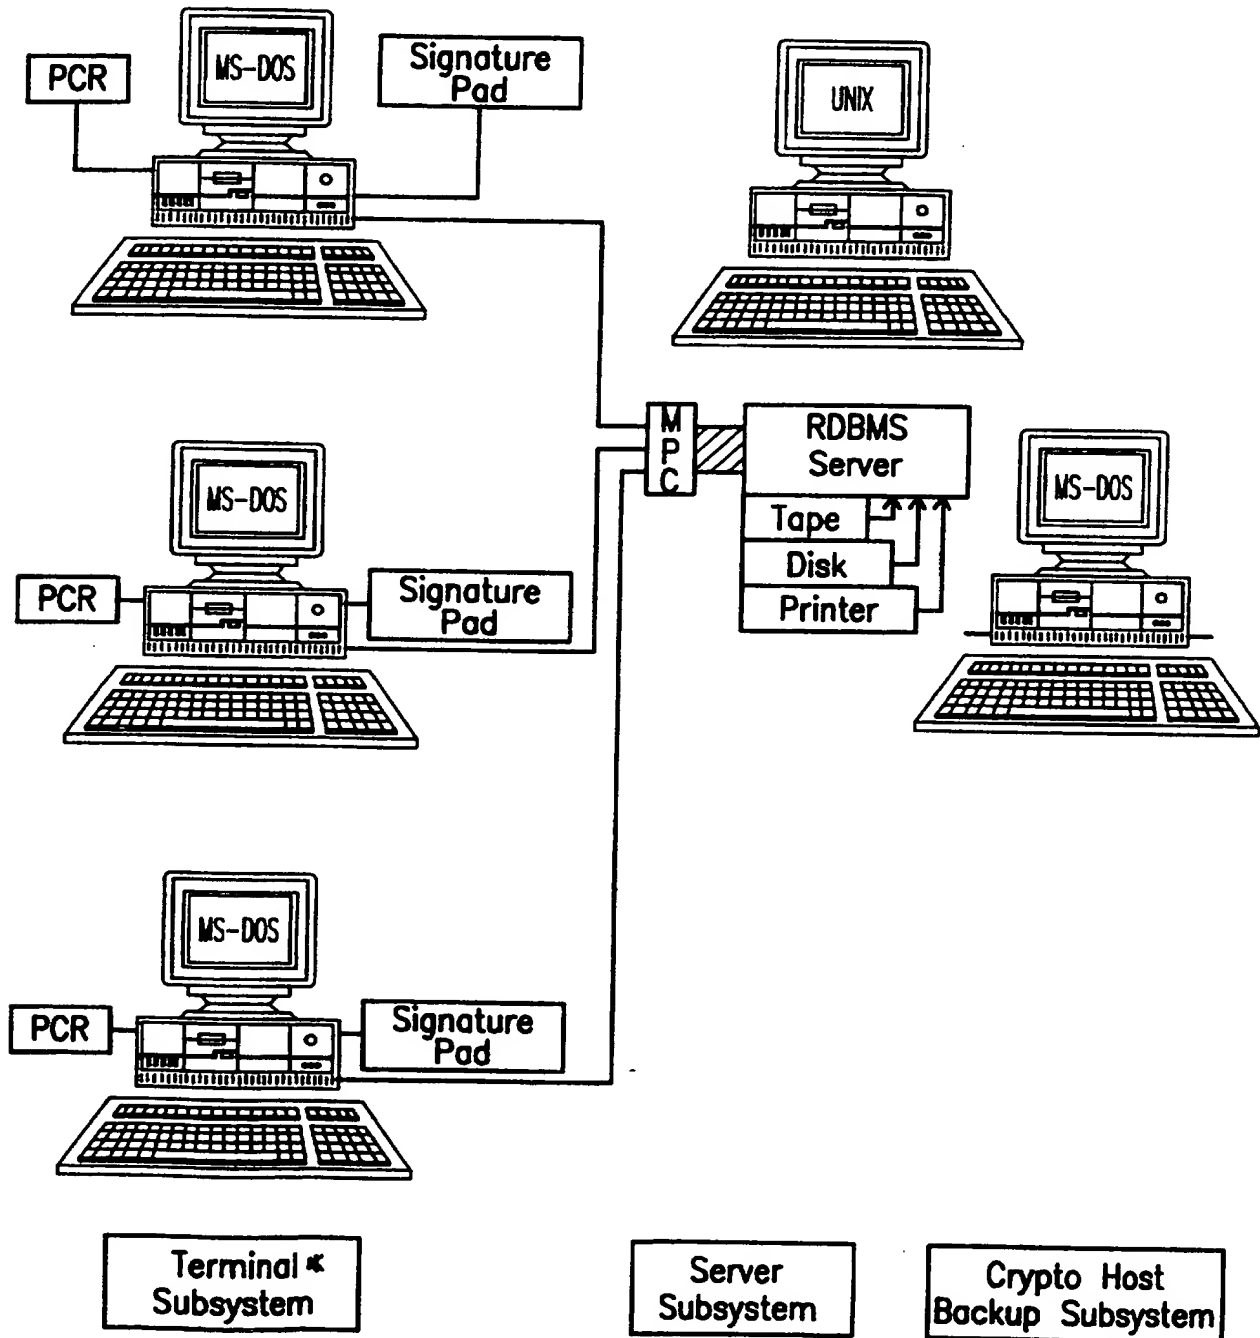 PCR
MS-DOS
Signature
Pad
UNIX
M
P
C
RDBMS
Server
Tape
Disk
Printer
MS-DOS
PCR
MS-DOS
Signature
Pad
PCR
MS-DOS
Signature
Pad
Terminal *
Subsystem
Server
Subsystem
Crypto Host
Backup Subsystem